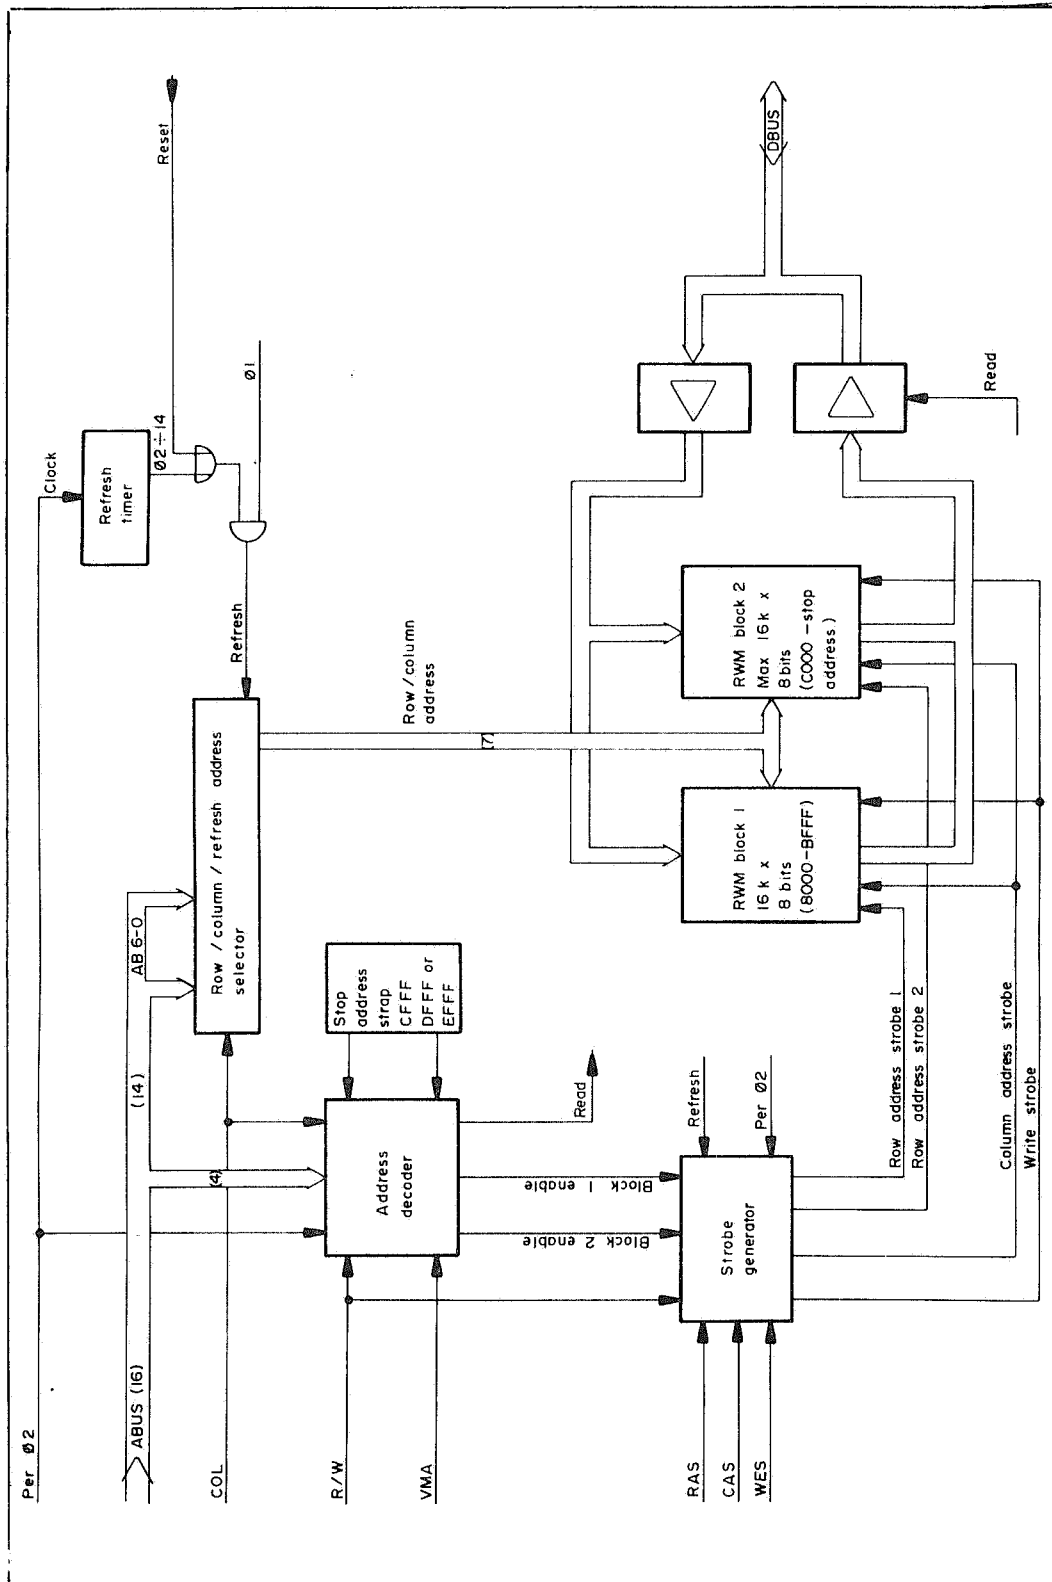 Per Ø2
ABUS (16)
COL
R/W
VMA
RAS
CAS
WES
(14)
(4)
AB 6-0
Row / column / refresh address
selector
Clock
Refresh
timer
Ø2÷14
Reset
Ø1
Refresh
Stop
address
strap
CFFF
DFFF or
EFFF
Address
decoder
Read
Block 1 enable
Block 2 enable
Refresh
Per Ø2
Strobe
generator
Row address strobe 1
Row address strobe 2
Column address strobe
Write strobe
Row / column
address
(7)
RWM block 1
16k x
8 bits
(8000-BFFF)
RWM block 2
Max 16k x
8 bits
(C000 - stop
address)
Read
DBUS